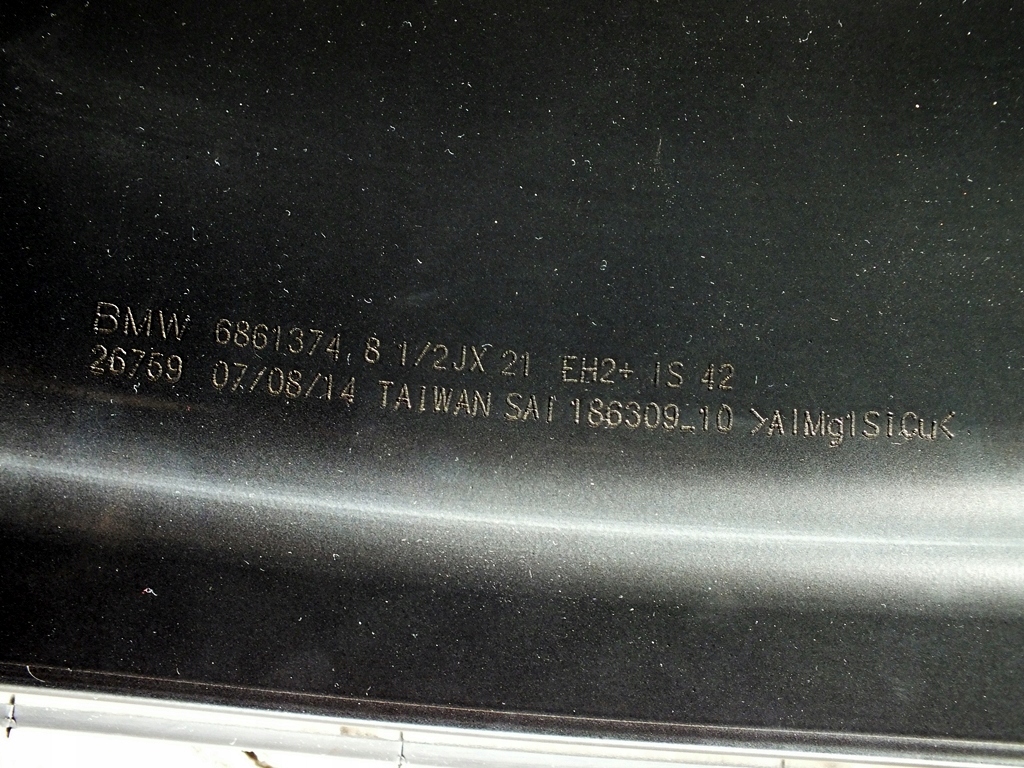 BMW 6861374 8 1/2JX 21 EH2+ IS 42
26759 07/08/14 TAIWAN SAI 186309_10 >AlMg1SiCu<